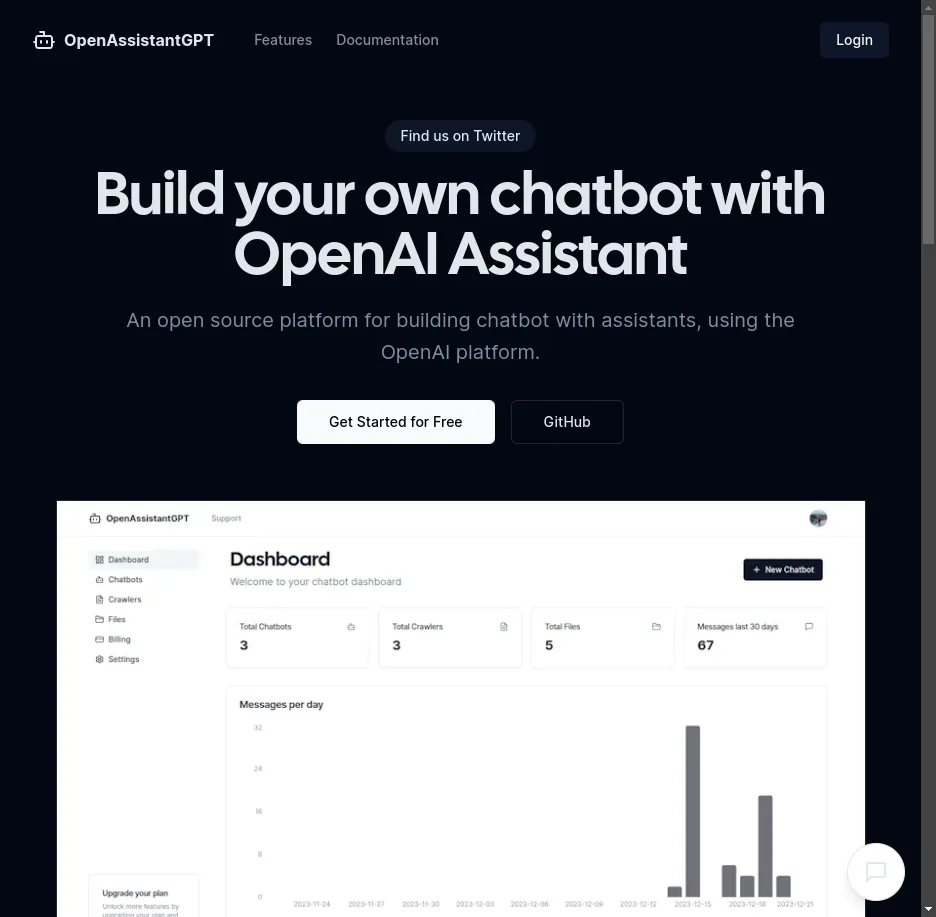 OpenAssistantGPT
Features
Documentation
Login
Find us on Twitter
Build your own chatbot with
OpenAI Assistant
An open source platform for building chatbot with assistants, using the
OpenAI platform.
Get Started for Free
GitHub
OpenAssistantGPT
Support
Dashboard
Chatbots
Crawlers
Files
Billing
Settings
Dashboard
Welcome to your chatbot dashboard
+ New Chatbot
Total Chatbots
3
Total Crawlers
3
Total Files
5
Messages last 30 days
67
Messages per day
32
24
16
8
0
2023-11-24
2023-11-27
2023-11-30
2023-12-03
2023-12-06
2023-12-09
2023-12-12
2023-12-15
2023-12-18
2023-12-21
Upgrade your plan
Unlock more features by
upgrading your plan and